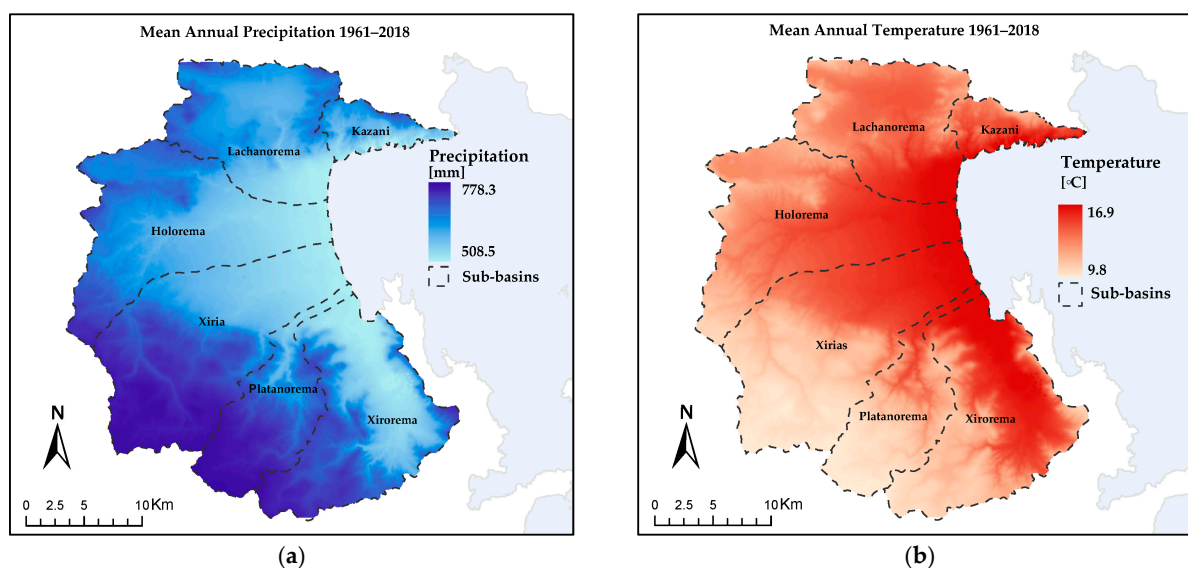 Mean Annual Precipitation 1961–2018
Kazani
Lachanorema
Precipitation
[mm]
778.3
508.5
Sub-basins
Holorema
Xiria
Platanorema
Xirorema
N
0 2.5 5 10Km
(a)
Mean Annual Temperature 1961–2018
Lachanorema
Kazani
Temperature
[◦C]
16.9
9.8
Sub-basins
Holorema
Xirias
Platanorema
Xirorema
N
0 2.5 5 10Km
(b)